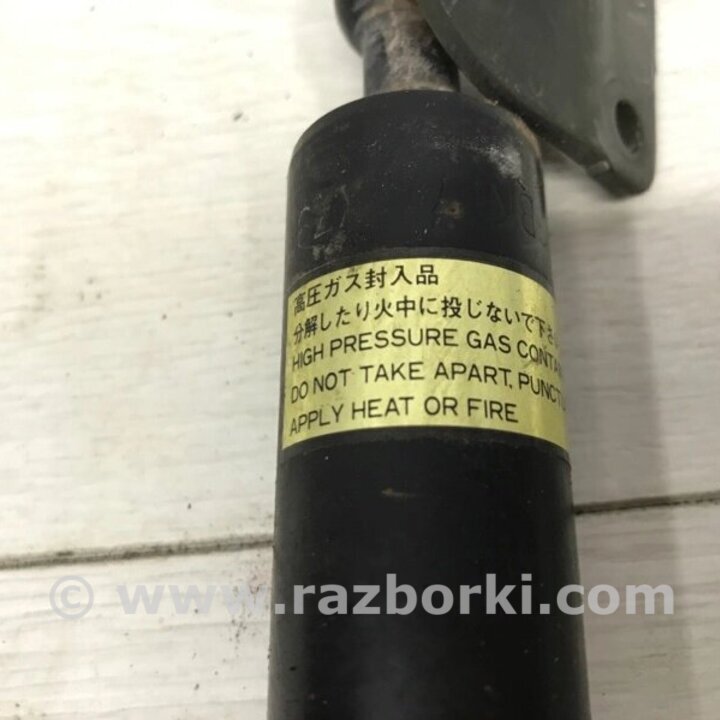 高圧ガス封入品
分解したり火中に投じないで下さ
HIGH PRESSURE GAS
DO NOT TAKE APART,
APPLY HEAT OR FIRE
© www.razborki.com